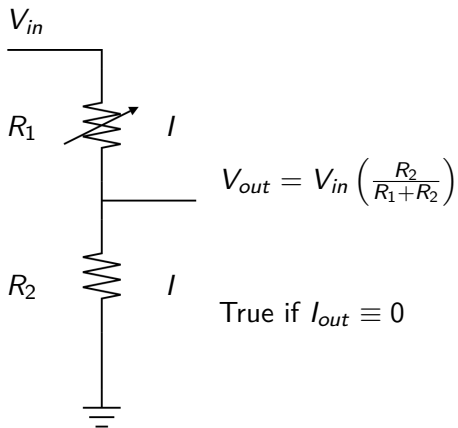 V_in
R_1 I
V_out = V_in (R_2 / (R_1+R_2))
R_2 I
True if I_out ≡ 0